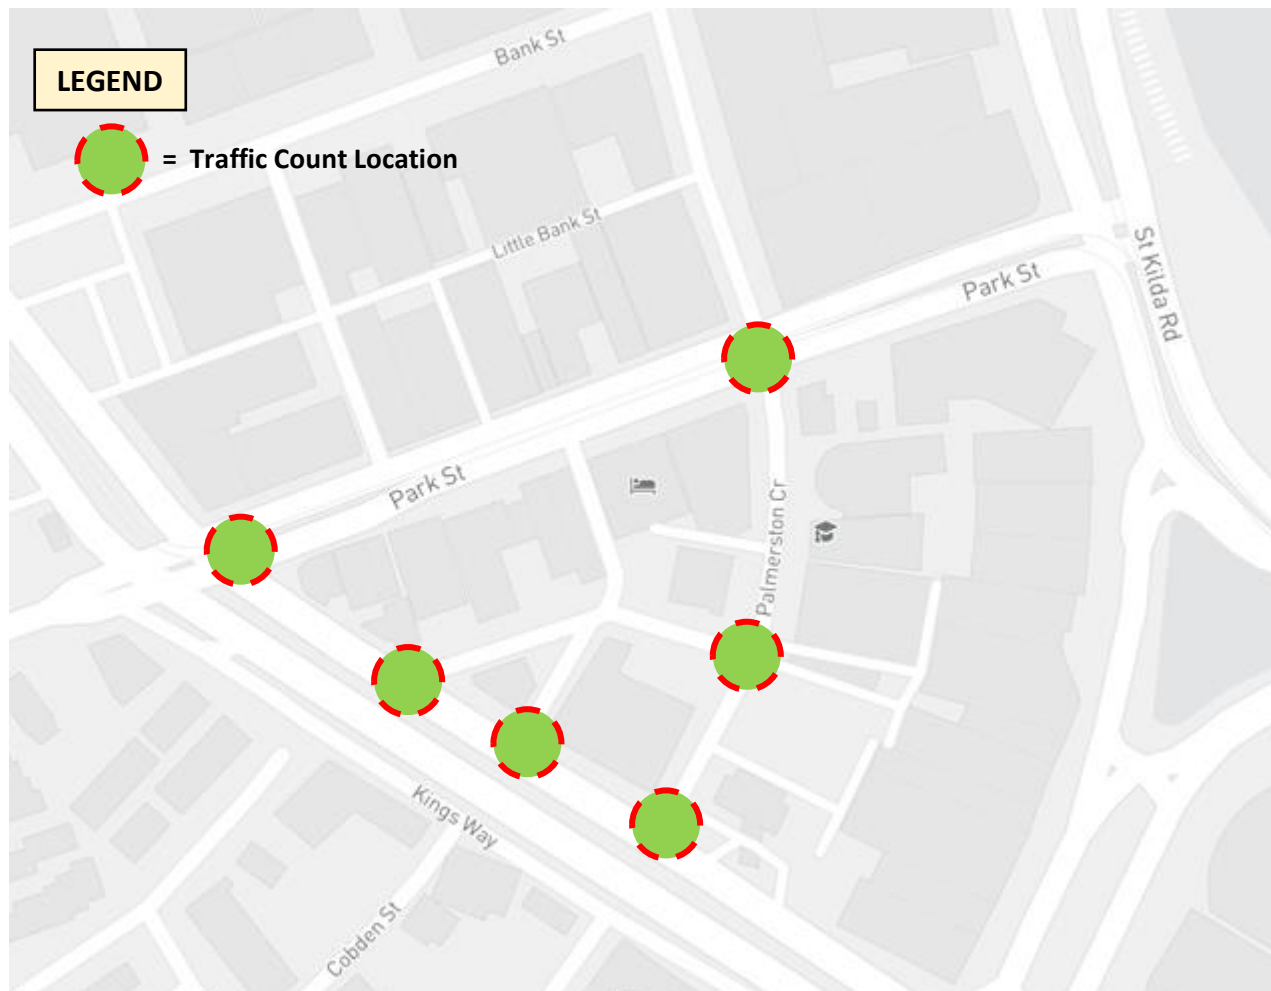 Bank St
LEGEND
= Traffic Count Location
Little Bank St
St Kilda Rd
Park St
Park St
Palmerston Cr
Kings Way
Cobden St